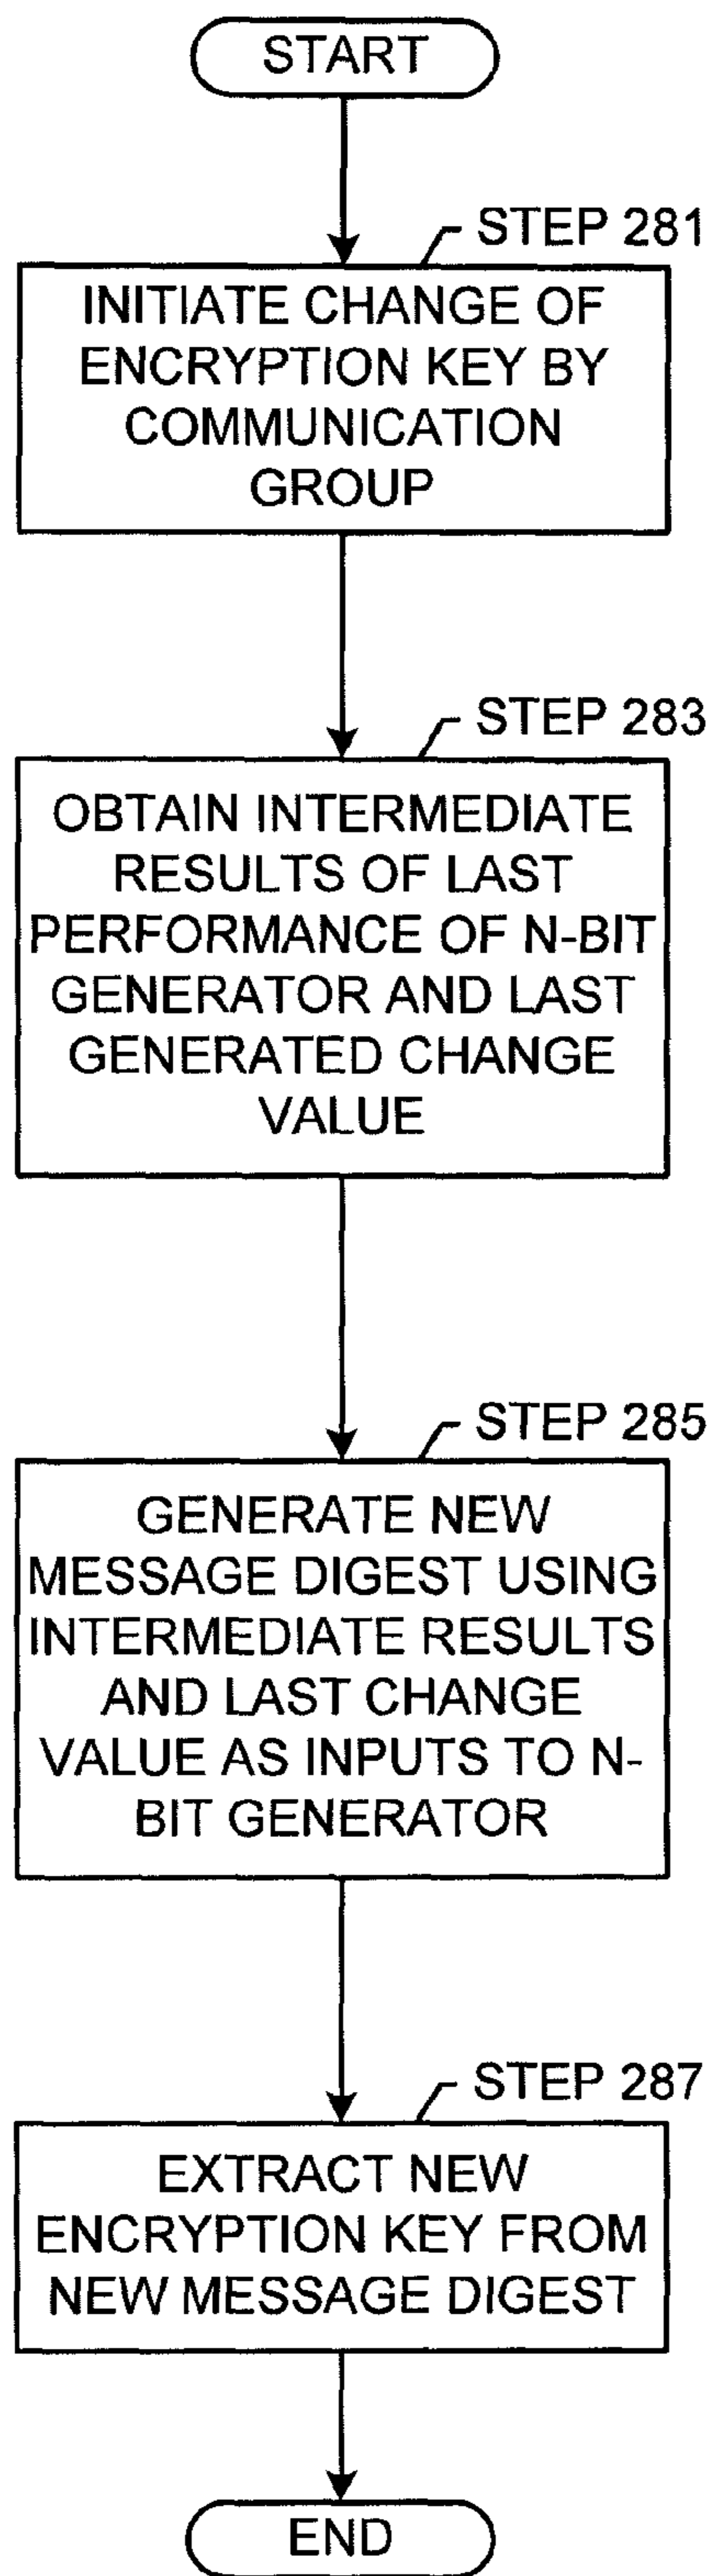 START
STEP 281
INITIATE CHANGE OF
ENCRYPTION KEY BY
COMMUNICATION
GROUP
STEP 283
OBTAIN INTERMEDIATE
RESULTS OF LAST
PERFORMANCE OF N-BIT
GENERATOR AND LAST
GENERATED CHANGE
VALUE
STEP 285
GENERATE NEW
MESSAGE DIGEST USING
INTERMEDIATE RESULTS
AND LAST CHANGE
VALUE AS INPUTS TO N-
BIT GENERATOR
STEP 287
EXTRACT NEW
ENCRYPTION KEY FROM
NEW MESSAGE DIGEST
END